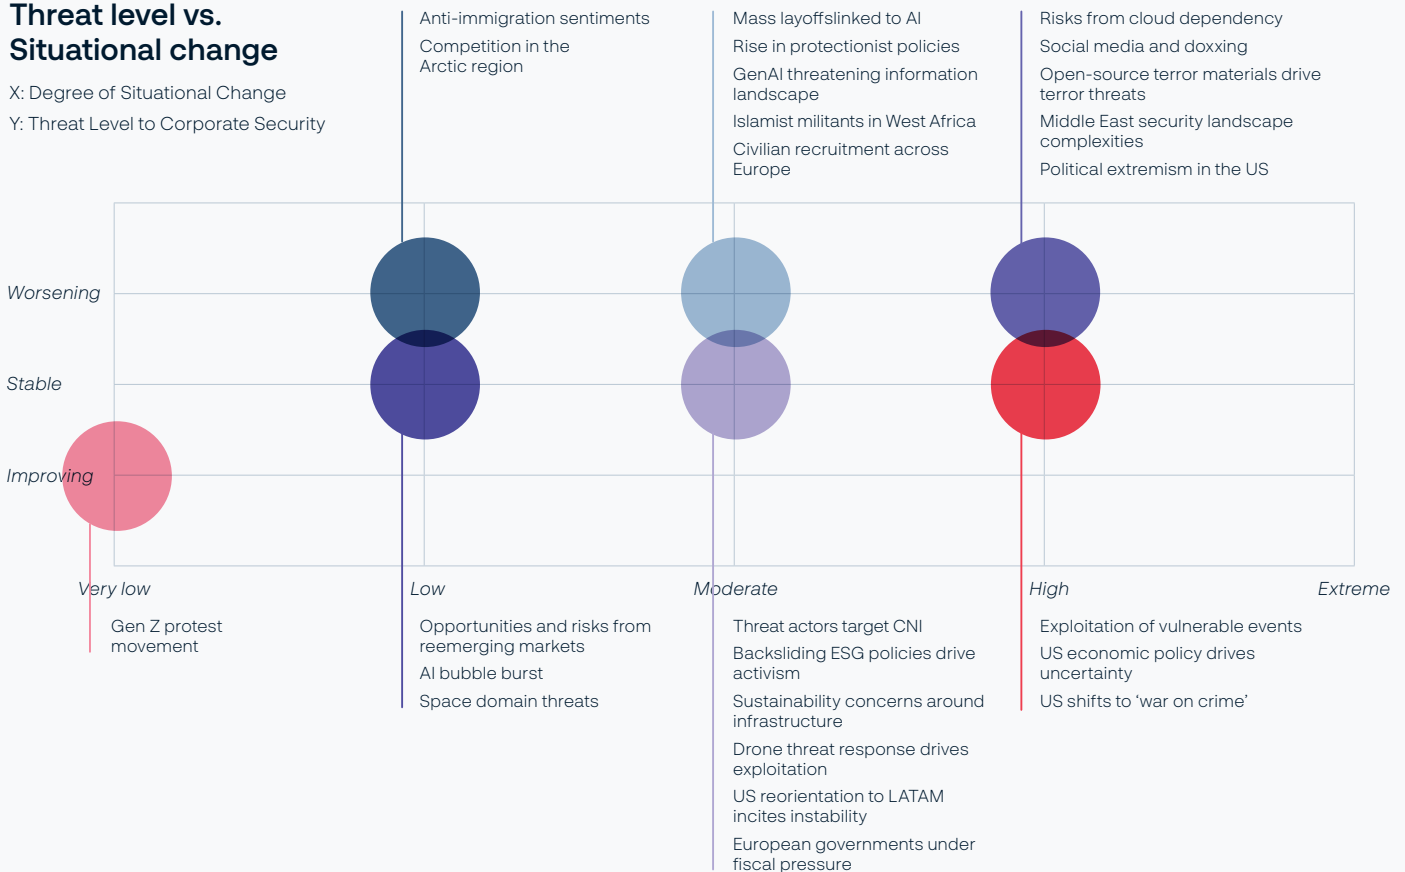 Threat level vs.
Situational change
X: Degree of Situational Change
Y: Threat Level to Corporate Security
Anti-immigration sentiments
Competition in the
Arctic region
Mass layoffslinked to AI
Rise in protectionist policies
GenAI threatening information
landscape
Islamist militants in West Africa
Civilian recruitment across
Europe
Risks from cloud dependency
Social media and doxxing
Open-source terror materials drive
terror threats
Middle East security landscape
complexities
Political extremism in the US
Worsening
Stable
Improving
Very low
Low
Moderate
High
Extreme
Gen Z protest
movement
Opportunities and risks from
reemerging markets
AI bubble burst
Space domain threats
Threat actors target CNI
Backsliding ESG policies drive
activism
Sustainability concerns around
infrastructure
Drone threat response drives
exploitation
US reorientation to LATAM
incites instability
European governments under
fiscal pressure
Exploitation of vulnerable events
US economic policy drives
uncertainty
US shifts to ‘war on crime’